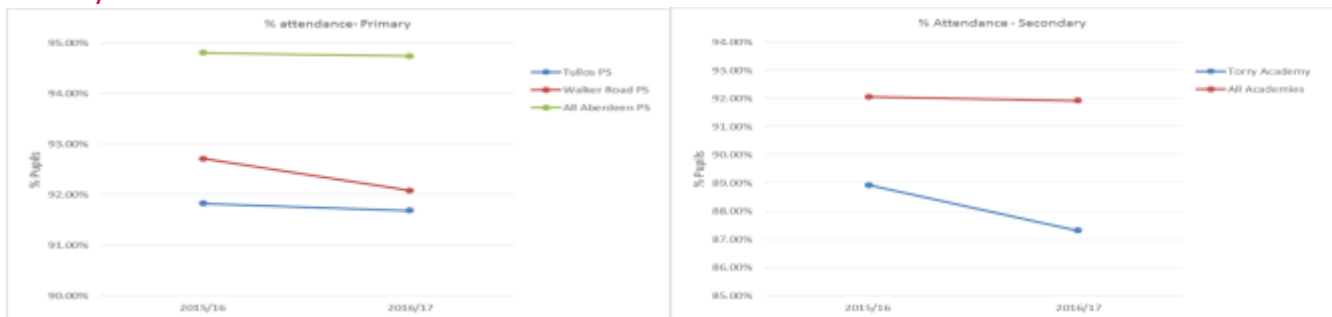 % attendance- Primary
95.00%
94.00%
93.00%
92.00%
91.00%
90.00%
% Pupils
2015/16
2016/17
Tullos PS
Walker Road PS
All Aberdeen PS
% Attendance - Secondary
94.00%
93.00%
92.00%
91.00%
90.00%
89.00%
88.00%
87.00%
86.00%
85.00%
% Pupils
2015/16
2016/17
Torry Academy
All Academies